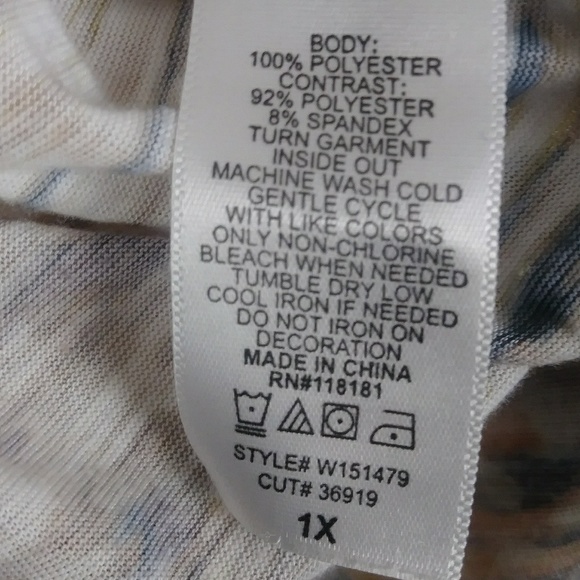 BODY:
100% POLYESTER
CONTRAST:
92% POLYESTER
8% SPANDEX
TURN GARMENT
INSIDE OUT
MACHINE WASH COLD
GENTLE CYCLE
WITH LIKE COLORS
ONLY NON-CHLORINE
BLEACH WHEN NEEDED
TUMBLE DRY LOW
COOL IRON IF NEEDED
DO NOT IRON ON
DECORATION
MADE IN CHINA
RN#118181
STYLE# W151479
CUT# 36919
1X